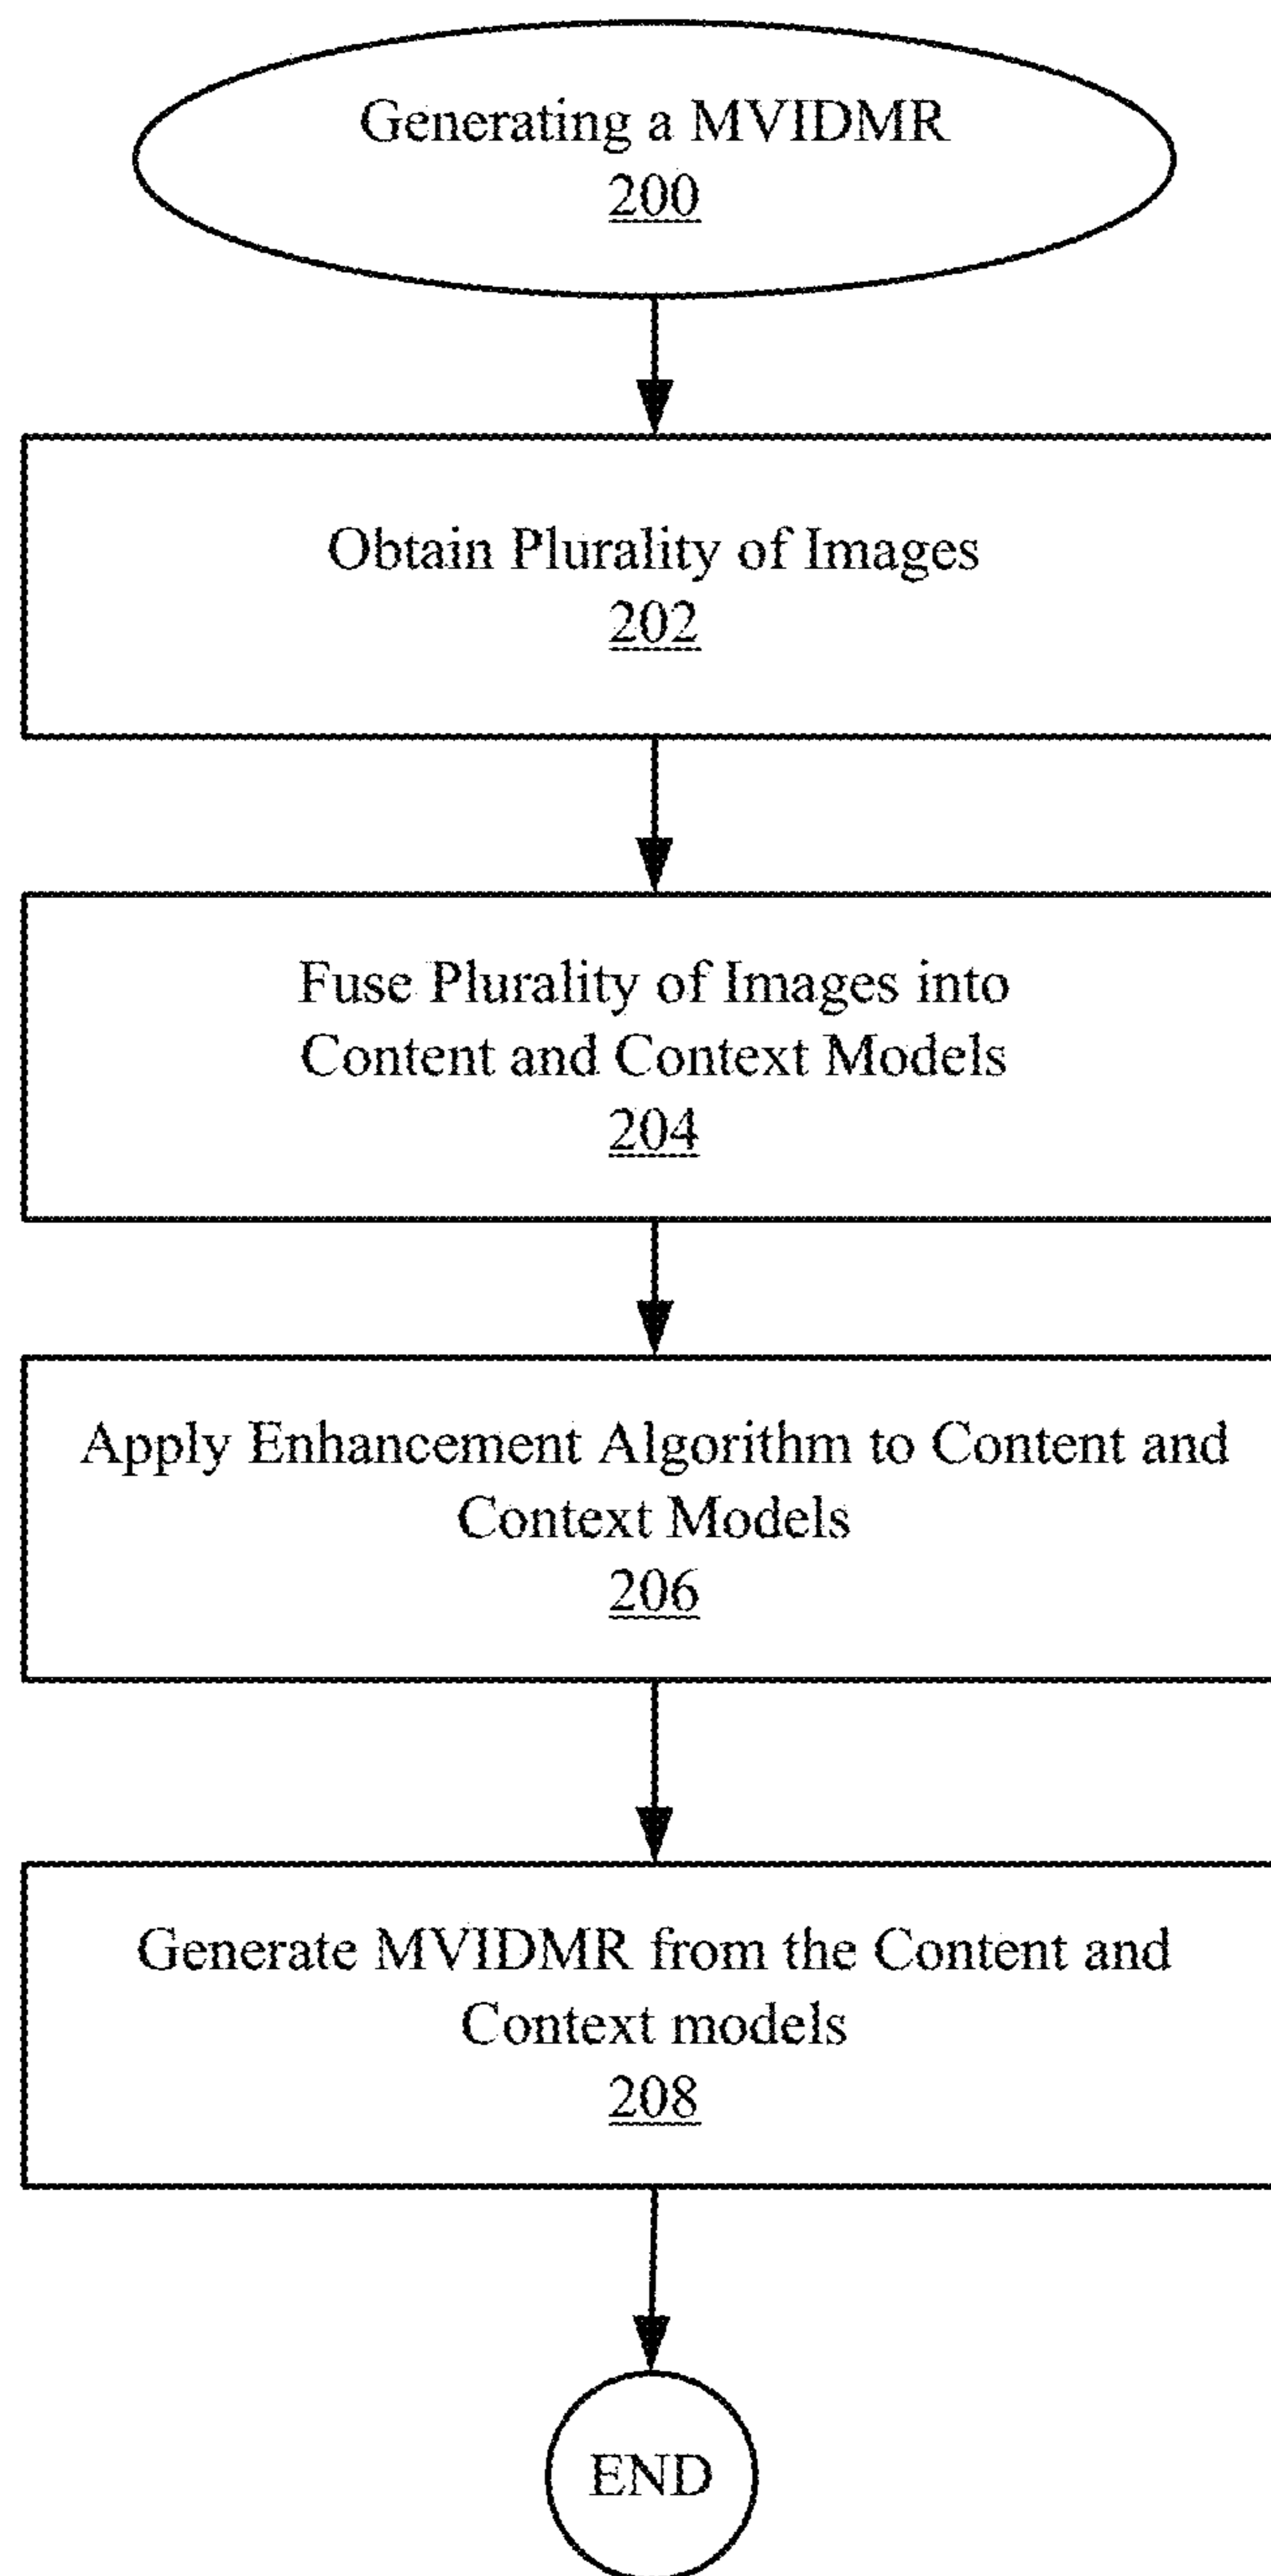 Generating a MVIDMR
200
Obtain Plurality of Images
202
Fuse Plurality of Images into
Content and Context Models
204
Apply Enhancement Algorithm to Content and
Context Models
206
Generate MVIDMR from the Content and
Context models
208
END